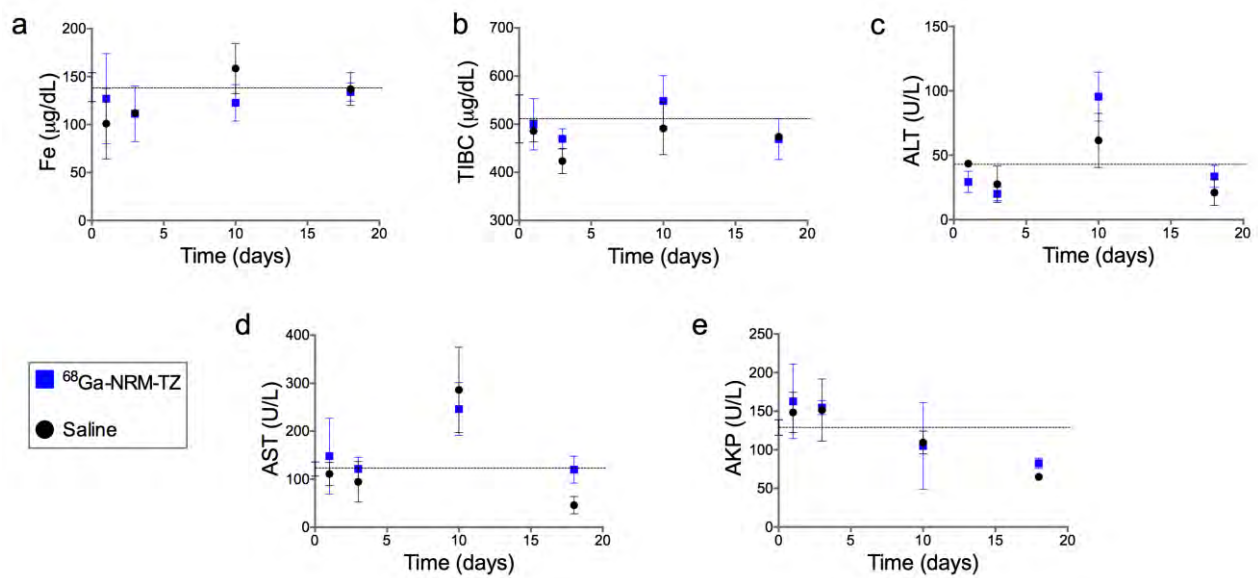 a
Fe (μg/dL)
200
150
100
50
0
0 5 10 15 20
Time (days)
b
TIBC (μg/dL)
700
600
500
400
300
0 5 10 15 20
Time (days)
c
ALT (U/L)
150
100
50
0
0 5 10 15 20
Time (days)
68Ga-NRM-TZ
Saline
d
AST (U/L)
400
300
200
100
0
0 5 10 15 20
Time (days)
e
AKP (U/L)
250
200
150
100
50
0
0 5 10 15 20
Time (days)